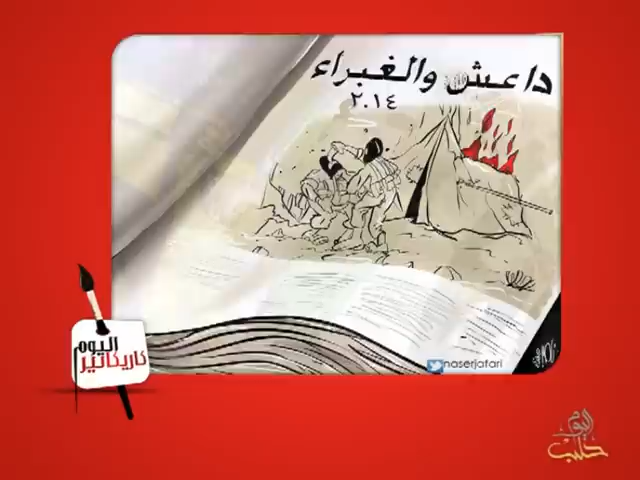 داعش والغبراء
٢٠١٤
naserjafari
كاريكاتير
اليوم
حلب
اليوم